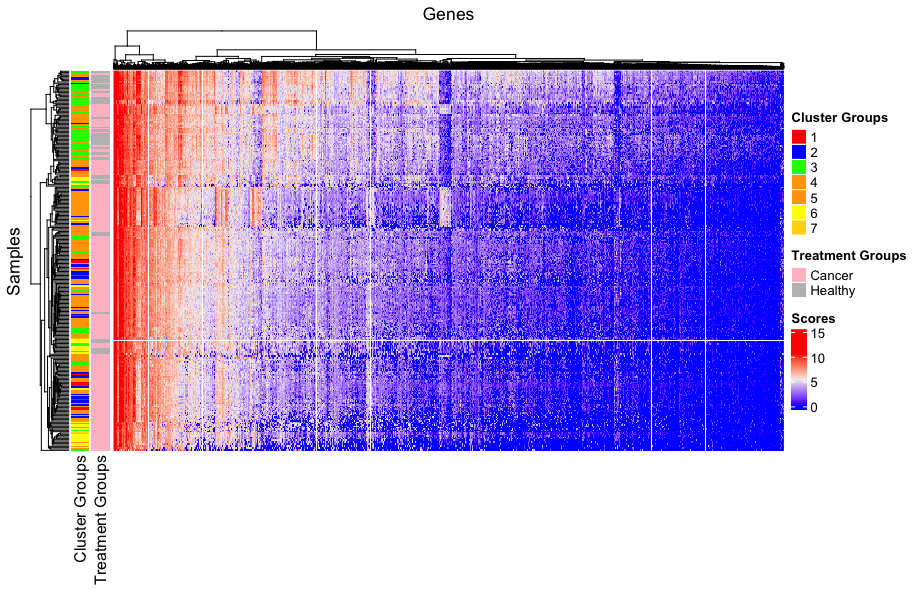 Genes
Samples
Cluster Groups
Treatment Groups
Cluster Groups
1
2
3
4
5
6
7
Treatment Groups
Cancer
Healthy
Scores
15
10
5
0